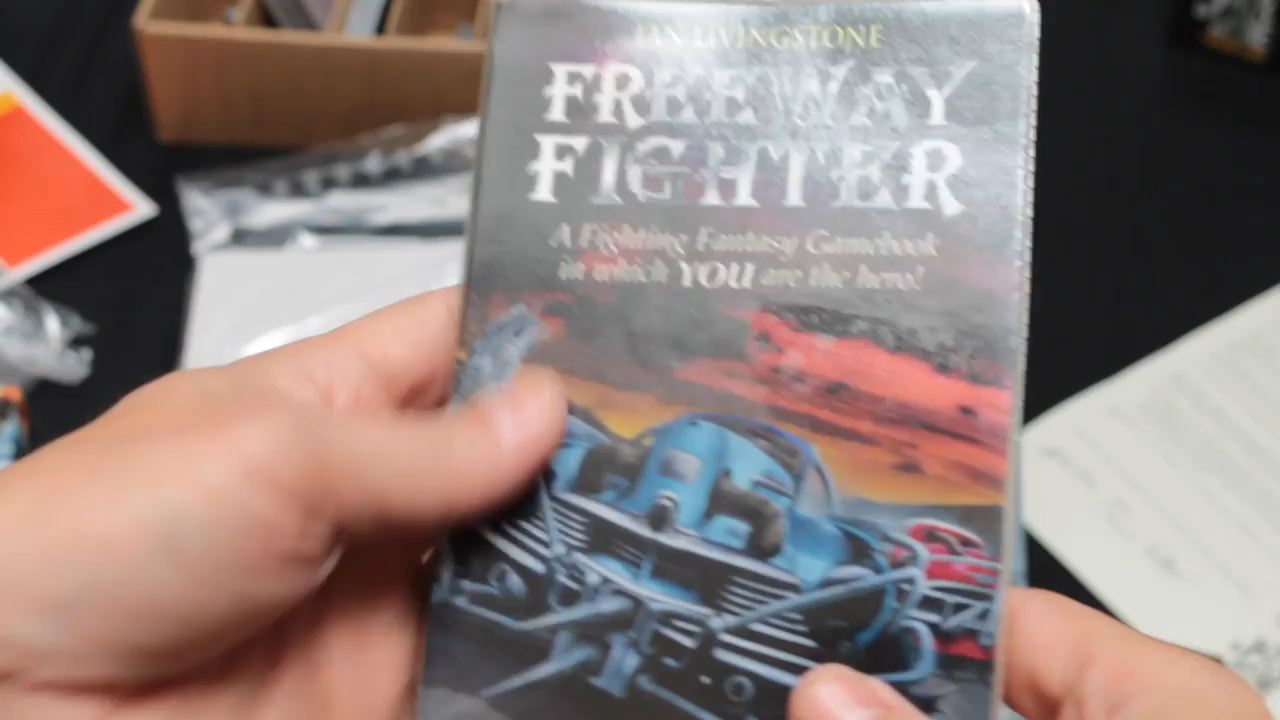 IAN LIVINGSTONE
FREEWAY
FIGHTER
A Fighting Fantasy Gamebook
in which YOU are the hero!